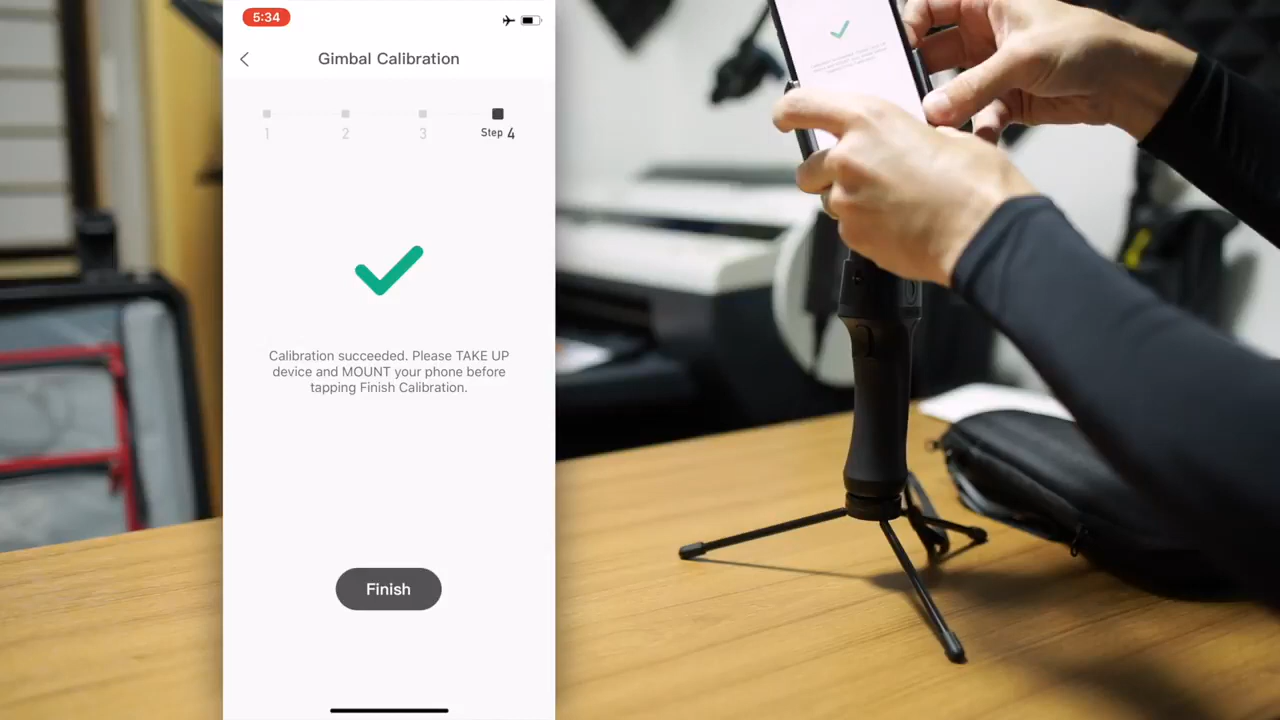 5:34
Gimbal Calibration
1 2 3 Step 4
Calibration succeeded. Please TAKE UP
device and MOUNT your phone before
tapping Finish Calibration.
Finish